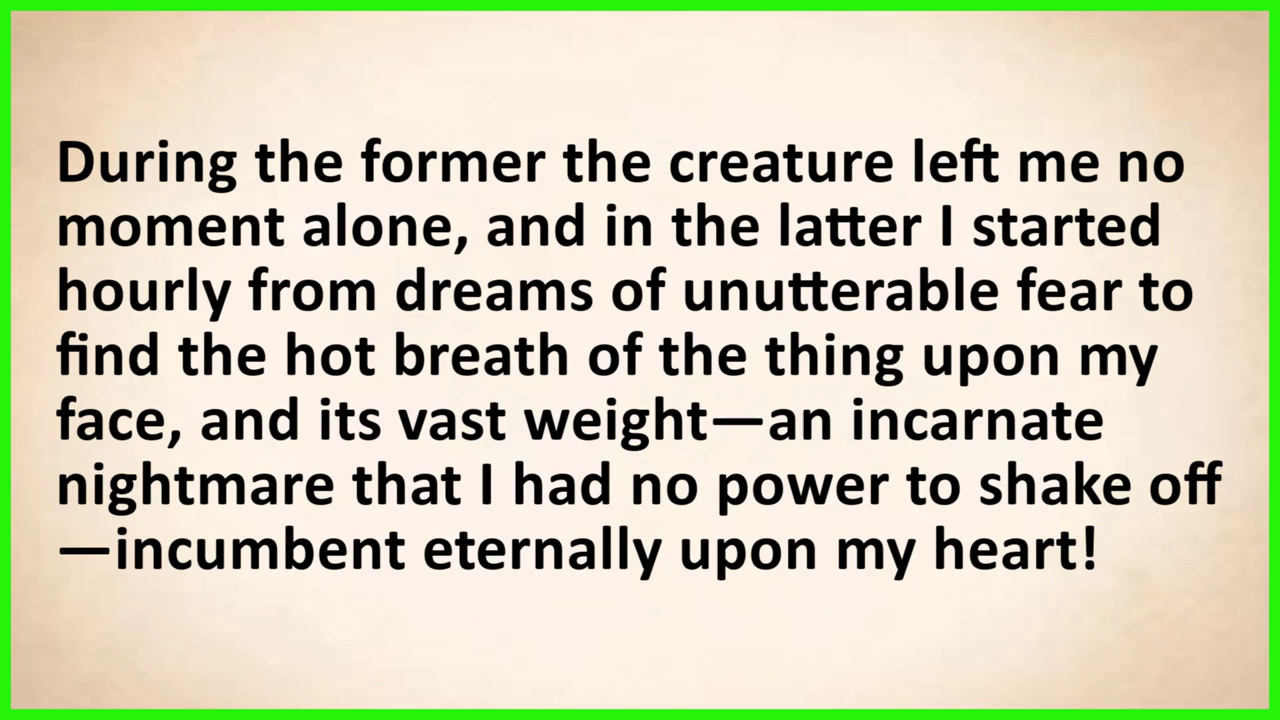 During the former the creature left me no
moment alone, and in the latter I started
hourly from dreams of unutterable fear to
find the hot breath of the thing upon my
face, and its vast weight—an incarnate
nightmare that I had no power to shake off
—incumbent eternally upon my heart!